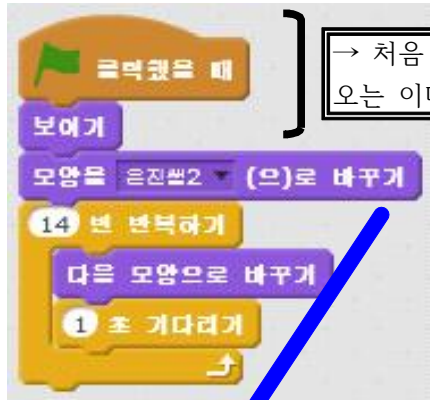 클릭했을 때
→ 처음
오는 이
보이기
모양을 은진쌤2 (으)로 바꾸기
14 번 반복하기
다음 모양으로 바꾸기
1 초 기다리기